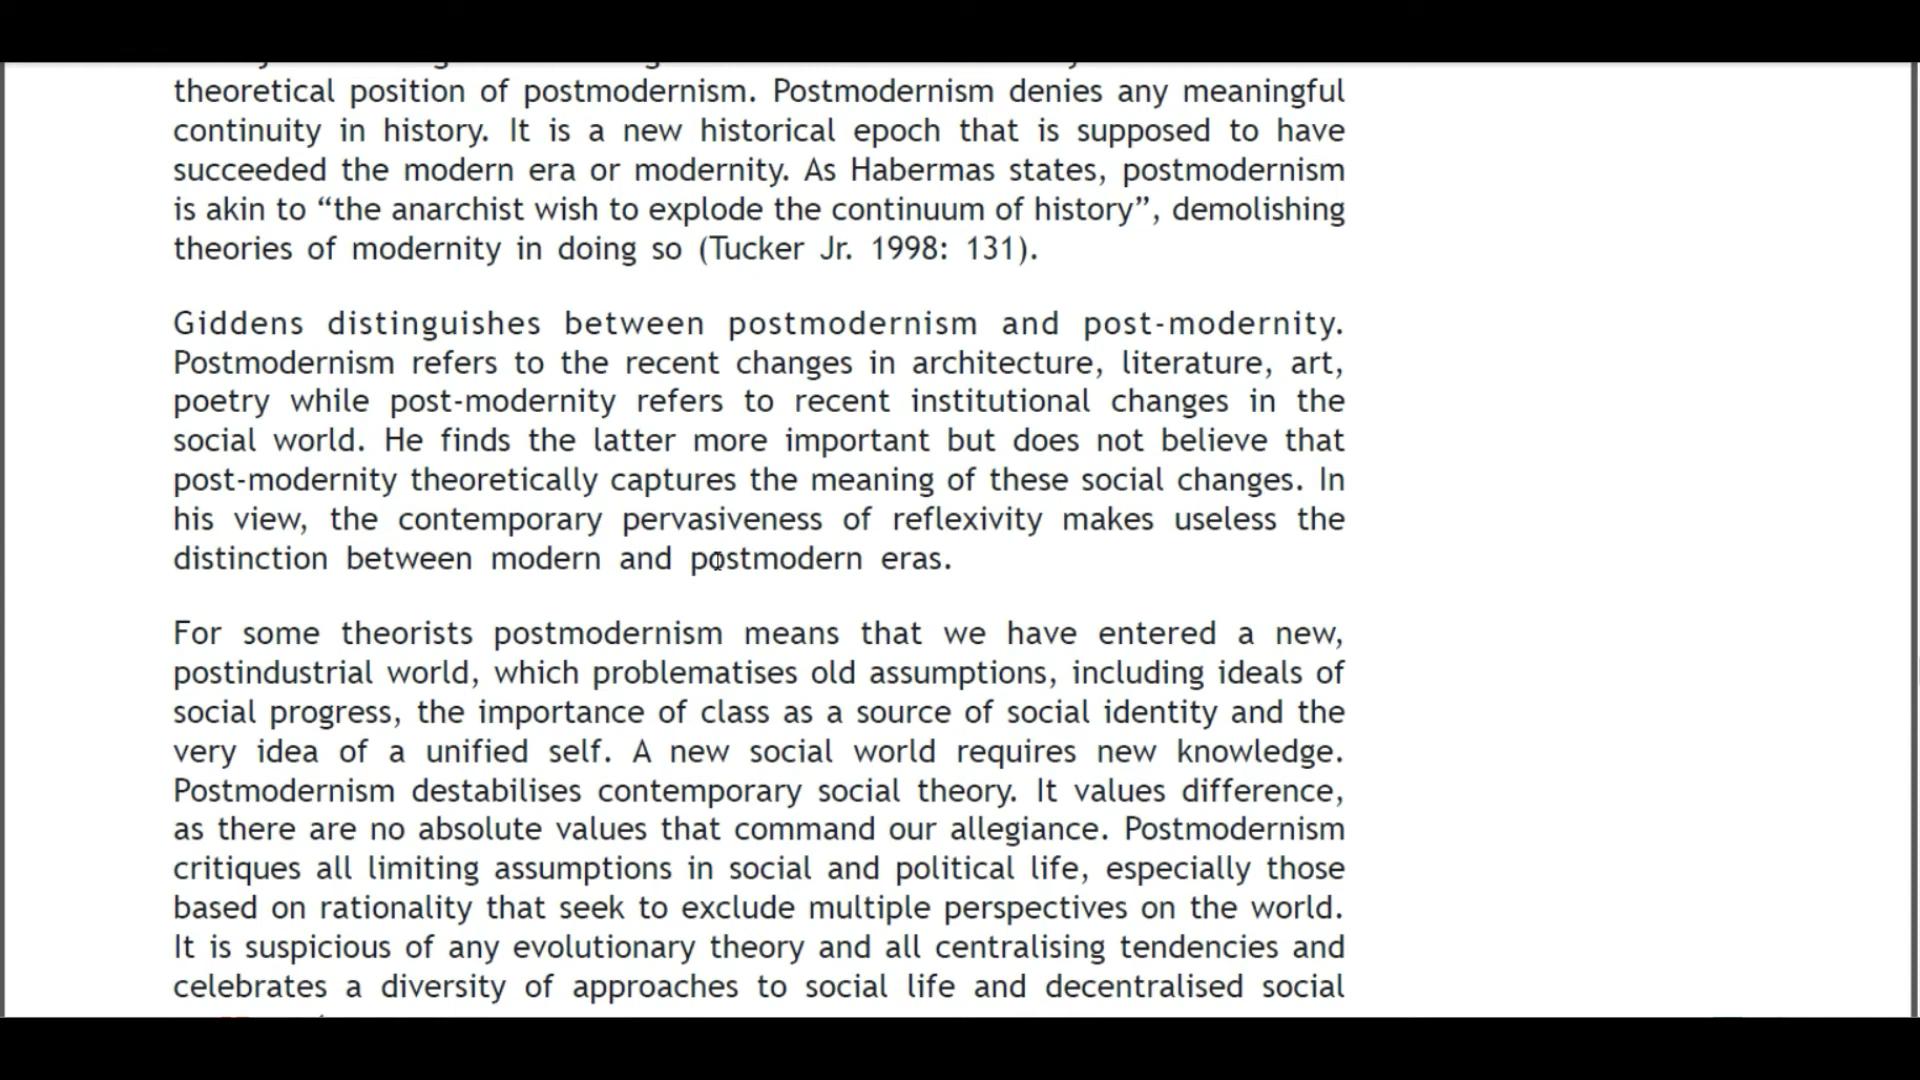 theoretical position of postmodernism. Postmodernism denies any meaningful
continuity in history. It is a new historical epoch that is supposed to have
succeeded the modern era or modernity. As Habermas states, postmodernism
is akin to “the anarchist wish to explode the continuum of history”, demolishing
theories of modernity in doing so (Tucker Jr. 1998: 131).
Giddens distinguishes between postmodernism and post-modernity.
Postmodernism refers to the recent changes in architecture, literature, art,
poetry while post-modernity refers to recent institutional changes in the
social world. He finds the latter more important but does not believe that
post-modernity theoretically captures the meaning of these social changes. In
his view, the contemporary pervasiveness of reflexivity makes useless the
distinction between modern and postmodern eras.
For some theorists postmodernism means that we have entered a new,
postindustrial world, which problematises old assumptions, including ideals of
social progress, the importance of class as a source of social identity and the
very idea of a unified self. A new social world requires new knowledge.
Postmodernism destabilises contemporary social theory. It values difference,
as there are no absolute values that command our allegiance. Postmodernism
critiques all limiting assumptions in social and political life, especially those
based on rationality that seek to exclude multiple perspectives on the world.
It is suspicious of any evolutionary theory and all centralising tendencies and
celebrates a diversity of approaches to social life and decentralised social